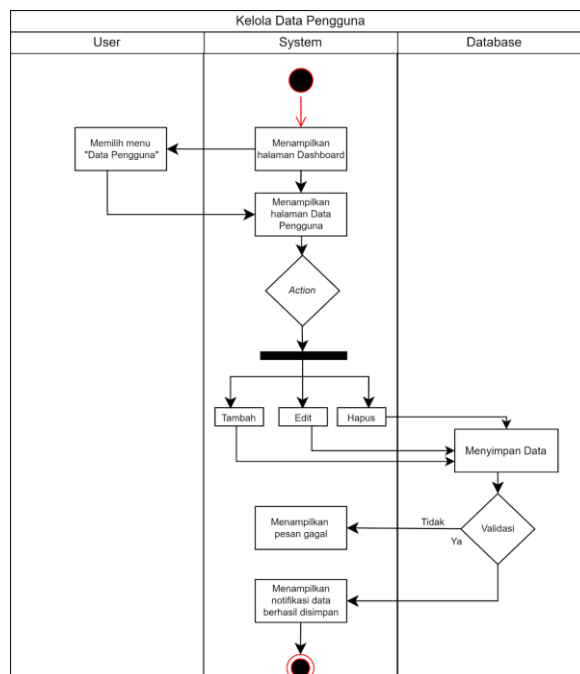 Kelola Data Pengguna
User
System
Database
Memilih menu
"Data Pengguna"
Menampilkan
halaman Dashboard
Menampilkan
halaman Data
Pengguna
Action
Tambah
Edit
Hapus
Menyimpan Data
Menampilkan
pesan gagal
Tidak
Ya
Validasi
Menampilkan
notifikasi data
berhasil disimpan